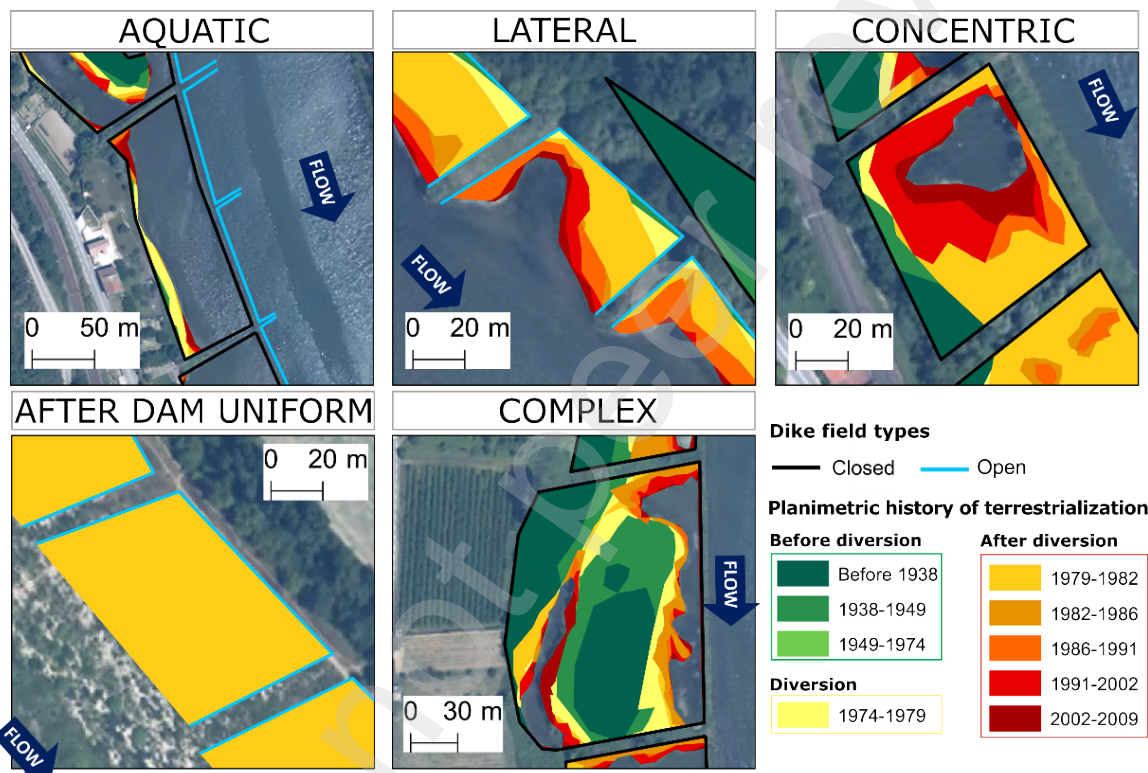 AQUATIC
FLOW
0 50 m
LATERAL
FLOW
0 20 m
CONCENTRIC
FLOW
0 20 m
AFTER DAM UNIFORM
0 20 m
FLOW
COMPLEX
FLOW
0 30 m
Dike field types
Closed Open
Planimetric history of terrestrialization
Before diversion
Before 1938
1938-1949
1949-1974
Diversion
1974-1979
After diversion
1979-1982
1982-1986
1986-1991
1991-2002
2002-2009